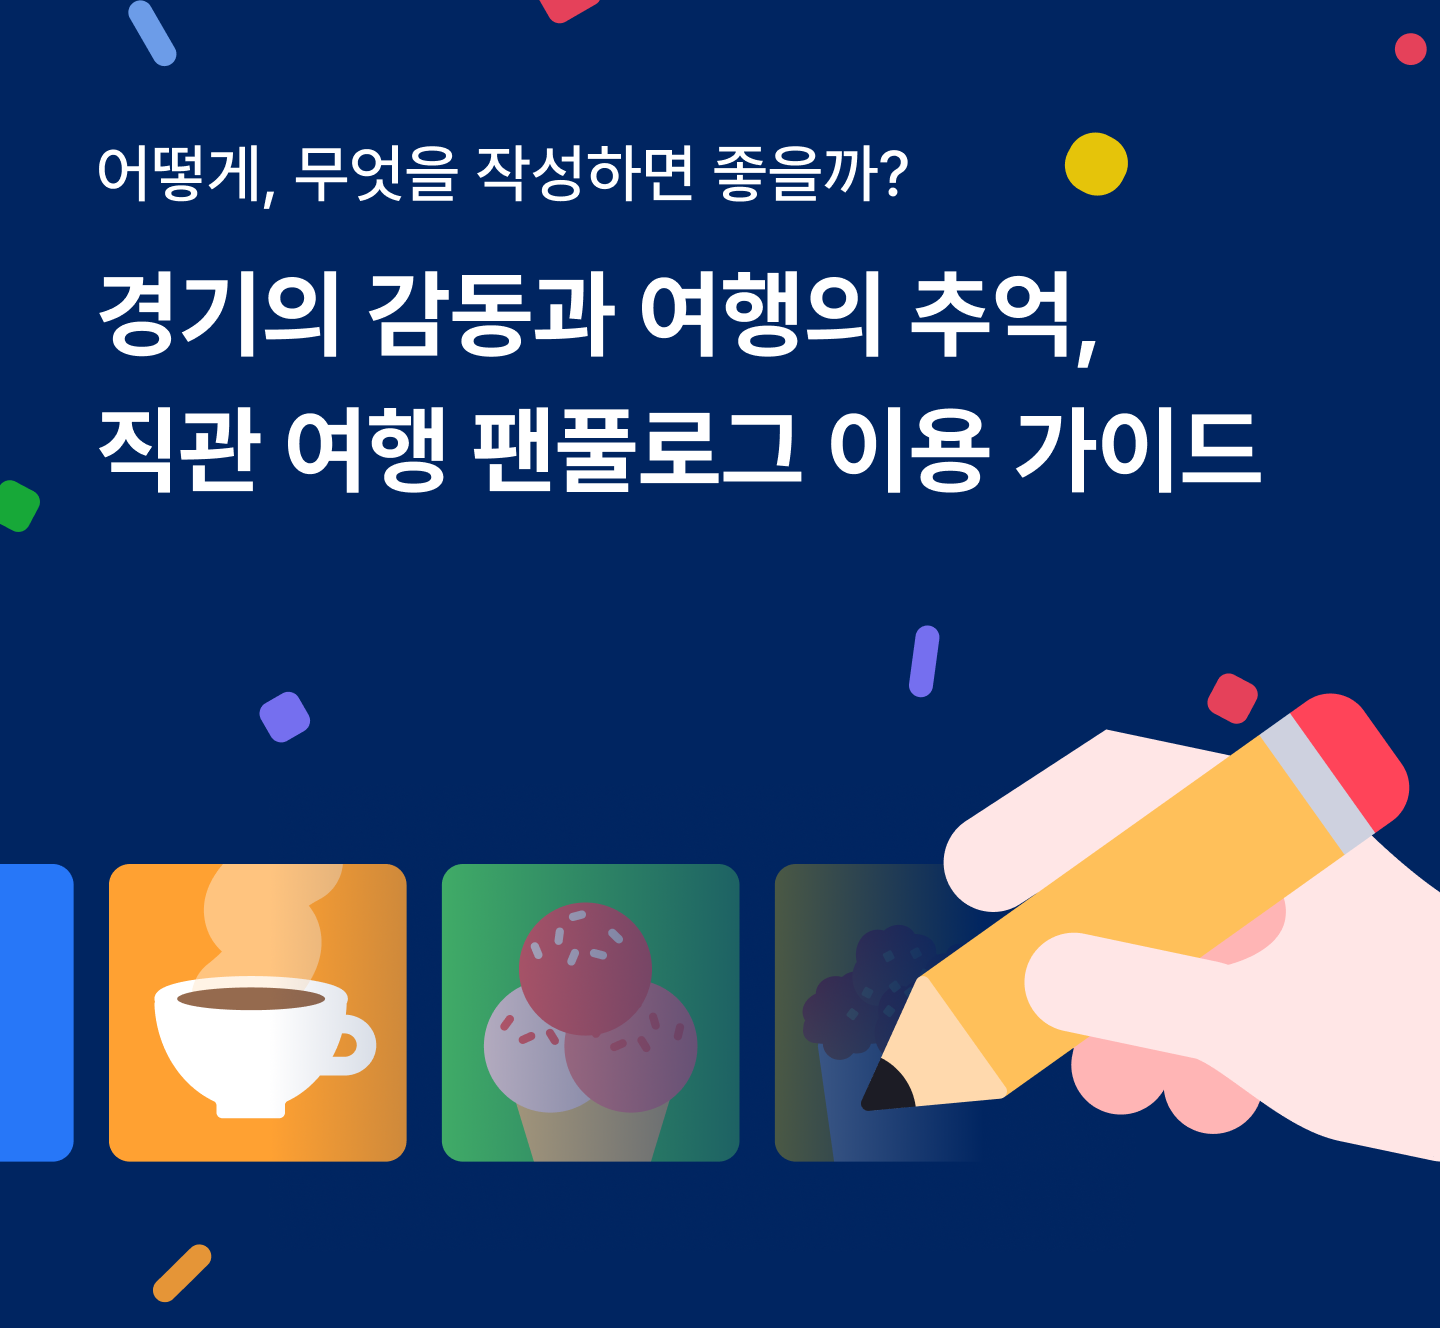 어떻게, 무엇을 작성하면 좋을까?
경기의 감동과 여행의 추억,
직관 여행 팬풀로그 이용 가이드